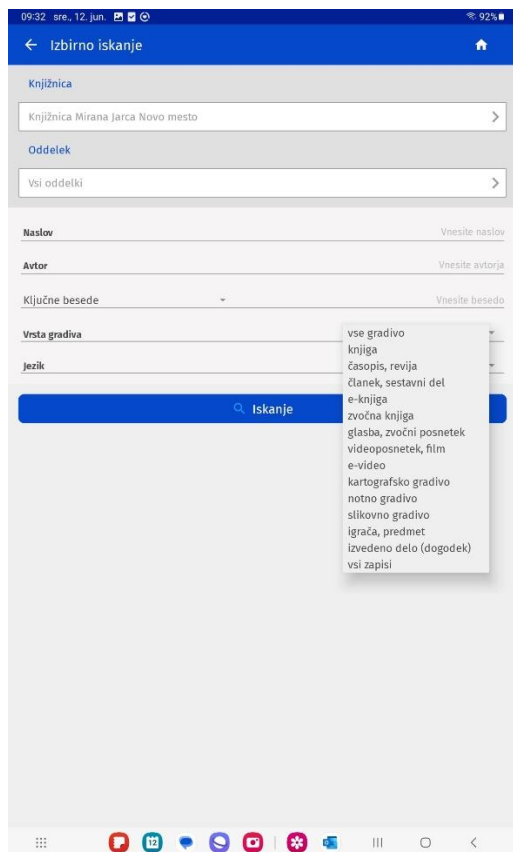 09:32 sre., 12. jun. 92%
Izbirno iskanje
Knjižnica
Knjižnica Mirana Jarca Novo mesto
Oddelek
Vsi oddelki
Naslov Vnesite naslov
Avtor Vnesite avtorja
Ključne besede Vnesite besedo
Vrsta gradiva
Jezik
Iskanje
vse gradivo
knjiga
časopis, revija
članek, sestavni del
e-knjiga
zvočna knjiga
glasba, zvočni posnetek
videoposnetek, film
e-video
kartografsko gradivo
notno gradivo
slikovno gradivo
igrača, predmet
izvedeno delo (dogodek)
vsi zapisi
12